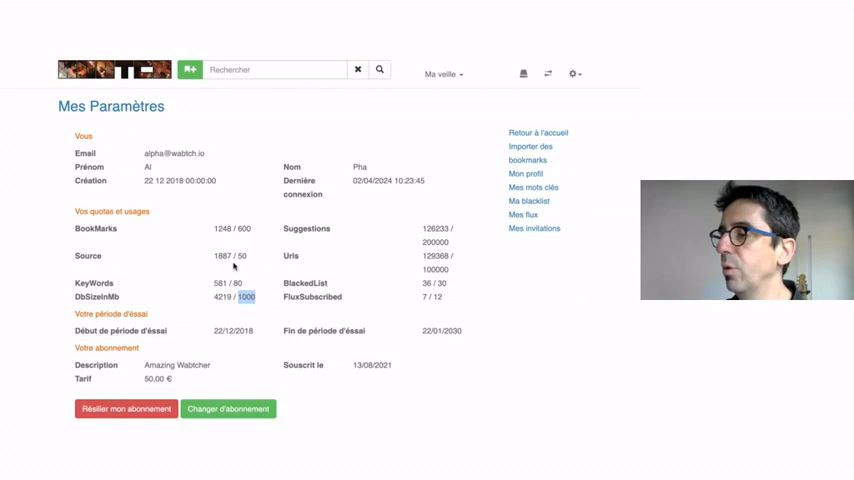 Rechercher
Ma veille
Mes Paramètres
Vous
Email alpha@wabtch.io
Prénom Al Nom Pha
Création 22 12 2018 00:00:00 Dernière connexion 02/04/2024 10:23:45
Vos quotas et usages
BookMarks 1248 / 600 Suggestions 126233 / 200000
Source 1887 / 50 Urls 129368 / 100000
KeyWords 581 / 80 BlackedList 36 / 30
DbSizeInMb 4219 / 1000 FluxSubscribed 7 / 12
Votre période d'éssai
Début de période d'éssai 22/12/2018 Fin de période d'éssai 22/01/2030
Votre abonnement
Description Amazing Wabtcher Souscrit le 13/08/2021
Tarif 50,00 €
Résilier mon abonnement Changer d'abonnement
Retour à l'accueil
Importer des
bookmarks
Mon profil
Mes mots clés
Ma blacklist
Mes flux
Mes invitations